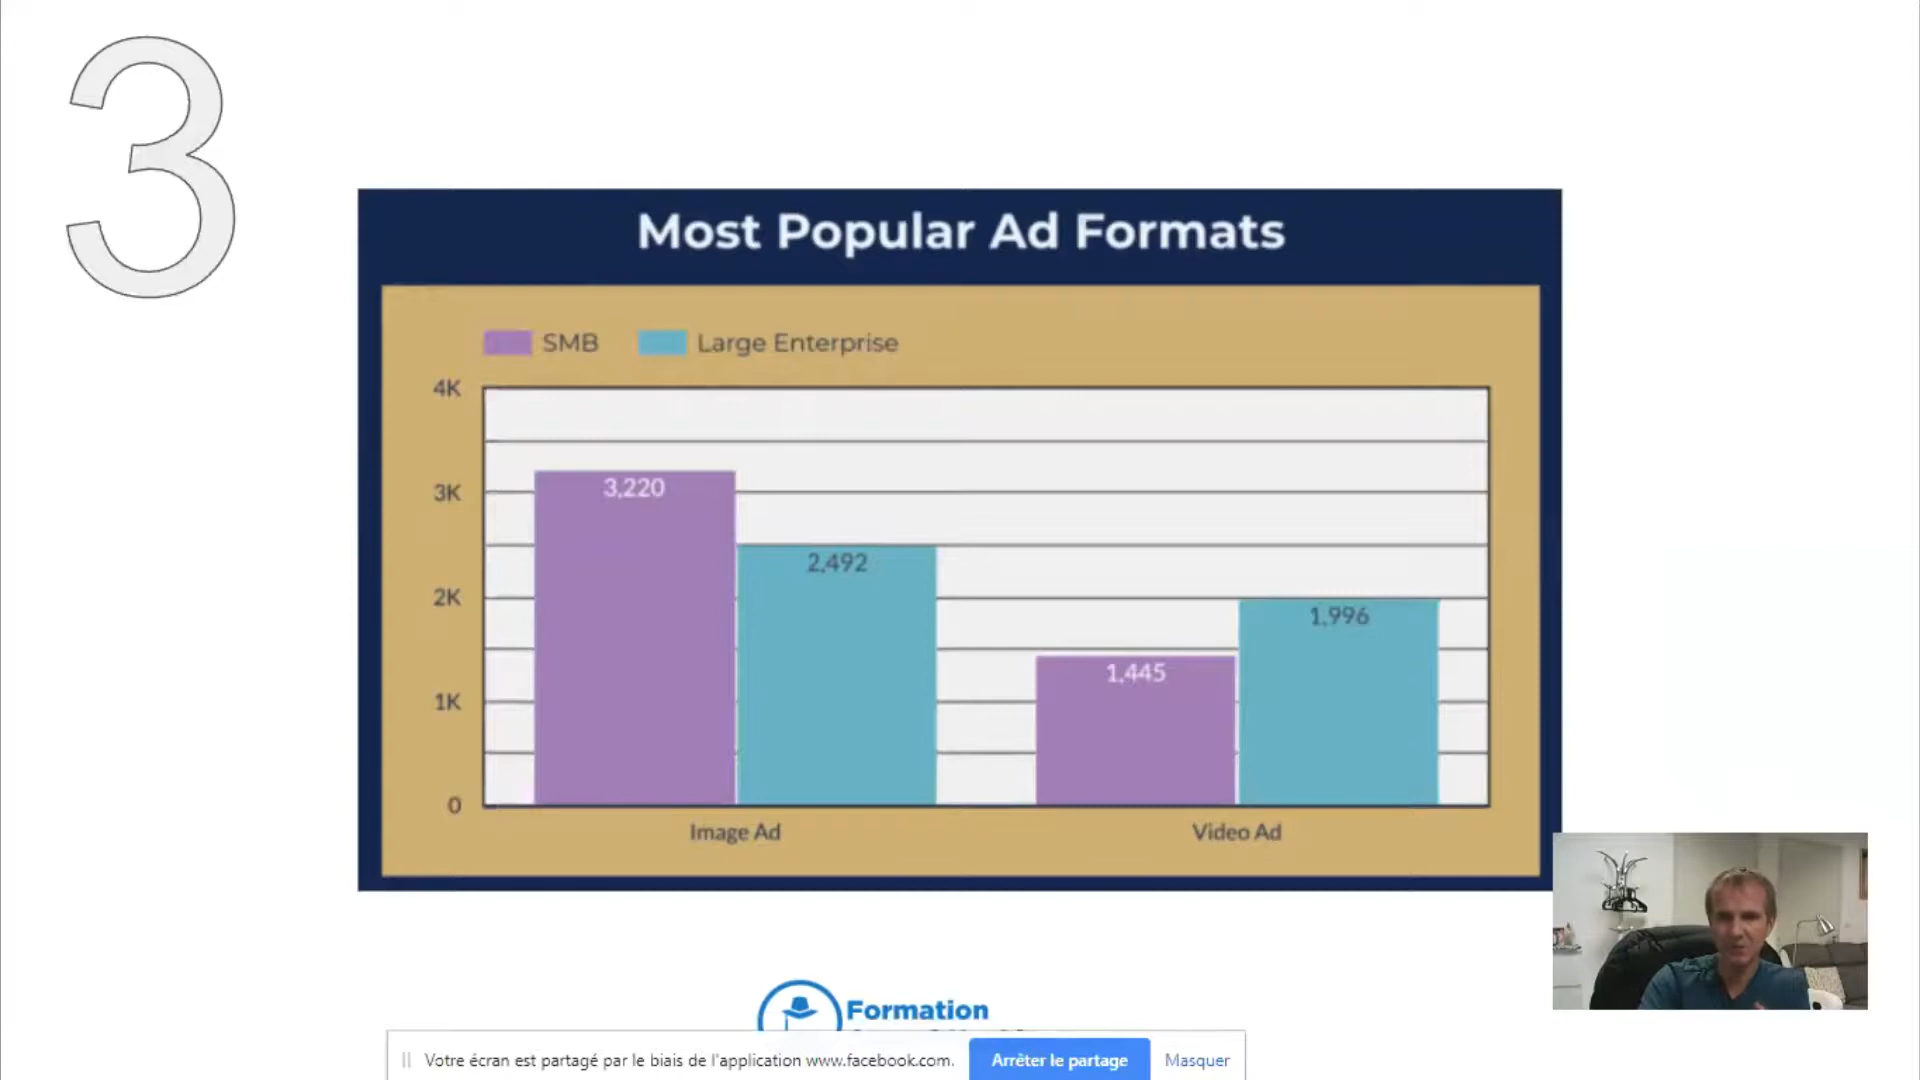 3
Most Popular Ad Formats
SMB Large Enterprise
4K
3K
2K
1K
0
3,220
2,492
1,445
1,996
Image Ad Video Ad
Formation
Votre écran est partagé par le biais de l'application www.facebook.com. Arrêter le partage Masquer